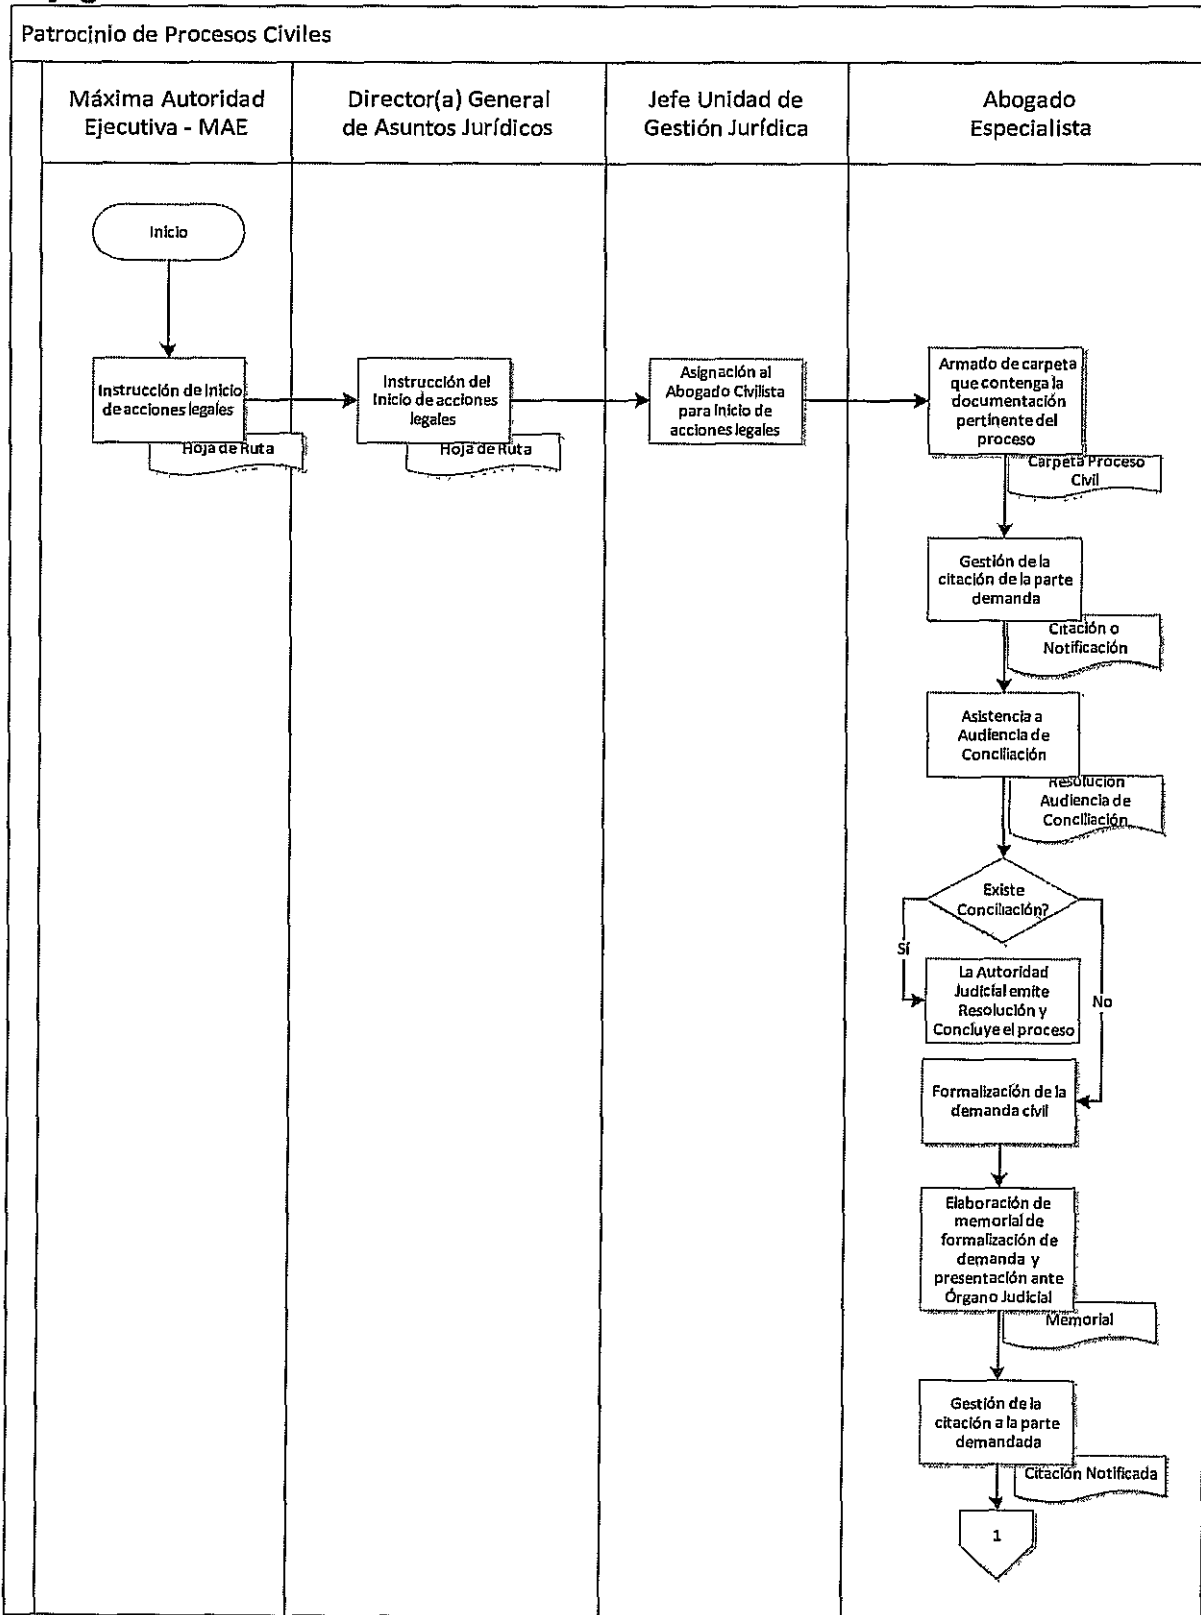 Patrocinio de Procesos Civiles
Máxima Autoridad
Ejecutiva - MAE
Director(a) General
de Asuntos Jurídicos
Jefe Unidad de
Gestión Jurídica
Abogado
Especialista
Inicio
Instrucción de Inicio
de acciones legales
Hoja de Ruta
Instrucción del
Inicio de acciones
legales
Hoja de Ruta
Asignación al
Abogado Civilista
para Inicio de
acciones legales
Armado de carpeta
que contenga la
documentación
pertinente del
proceso
Carpeta Proceso
Civil
Gestión de la
citación de la parte
demanda
Citación o
Notificación
Asistencia a
Audiencia de
Conciliación
Resolución
Audiencia de
Conciliación
Existe
Conciliación?
Sí
No
La Autoridad
Judicial emite
Resolución y
Concluye el proceso
Formalización de la
demanda civil
Elaboración de
memorial de
formalización de
demanda y
presentación ante
Órgano Judicial
Memorial
Gestión de la
citación a la parte
demandada
Citación Notificada
1